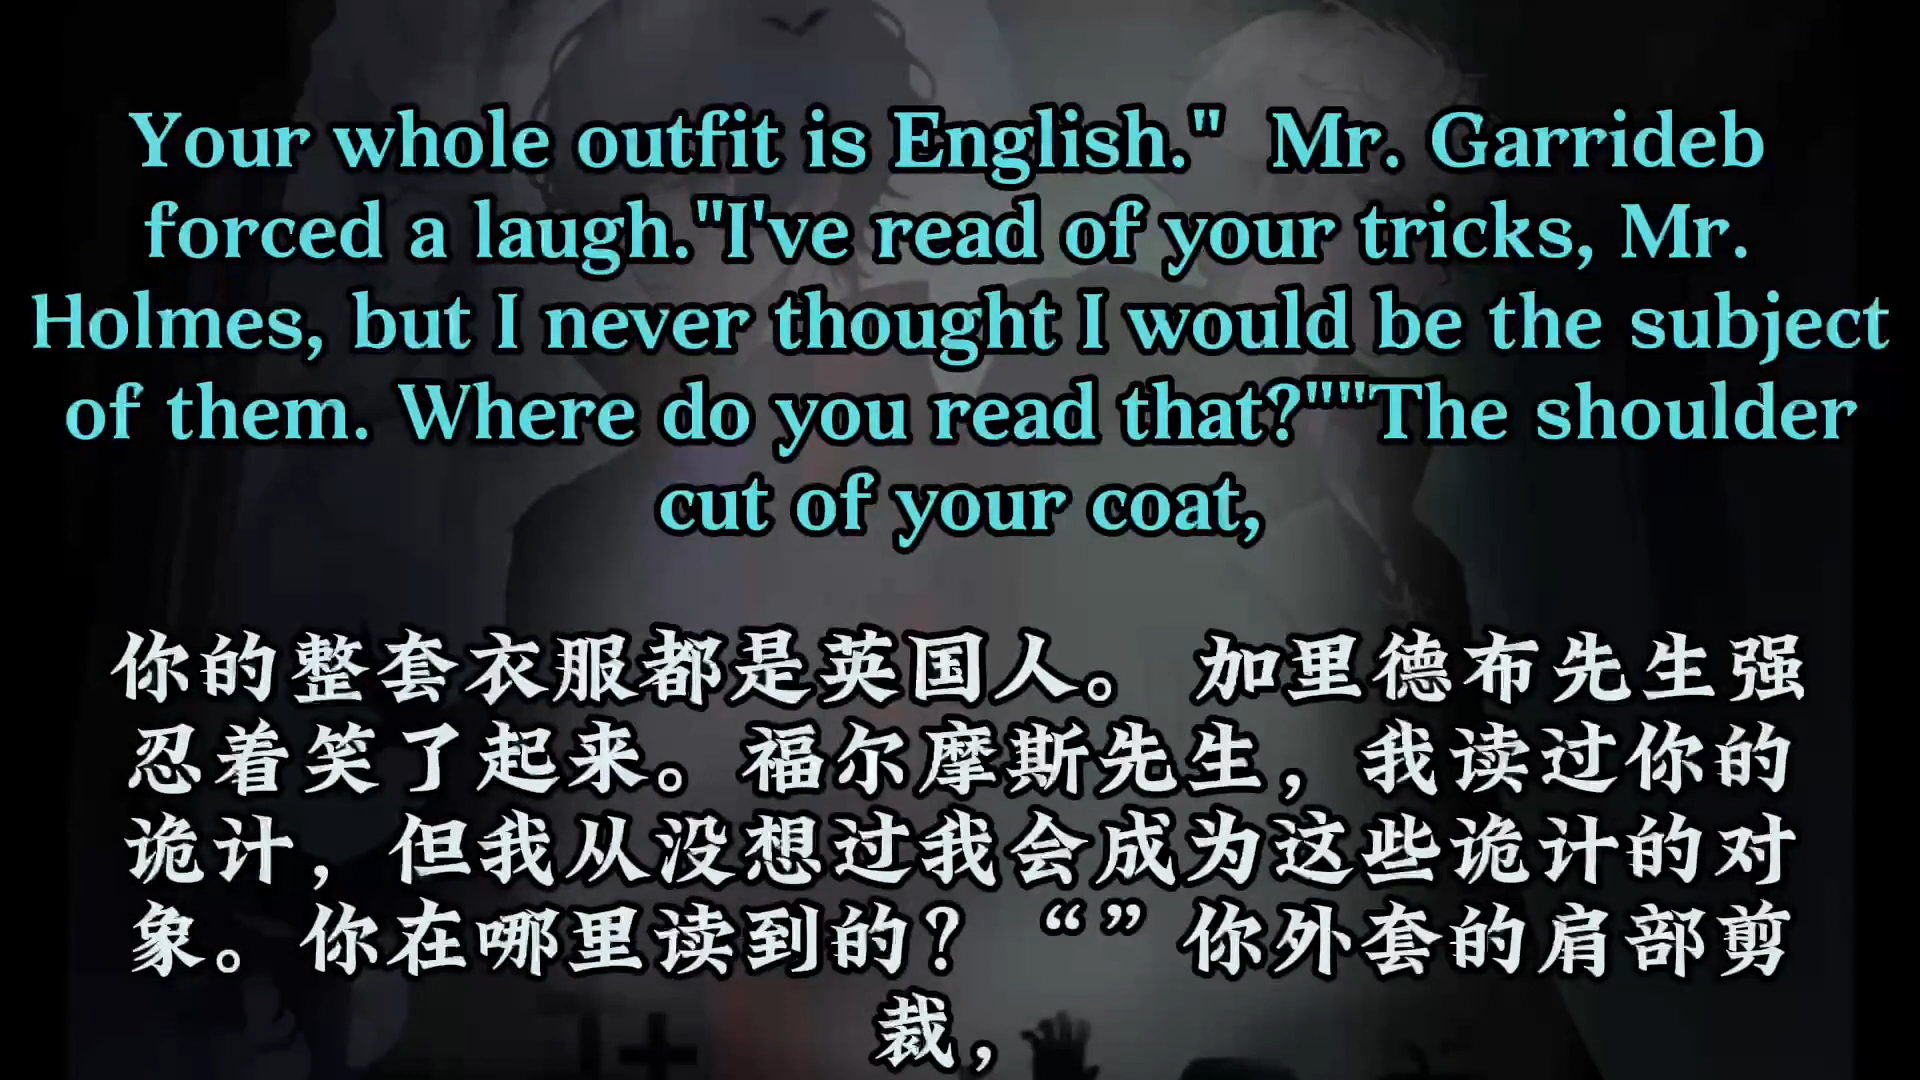 Your whole outfit is English."  Mr. Garrideb
forced a laugh."I've read of your tricks, Mr.
Holmes, but I never thought I would be the subject
of them. Where do you read that?""The shoulder
cut of your coat,
你的整套衣服都是英国人。 加里德布先生强
忍着笑了起来。福尔摩斯先生，我读过你的
诡计，但我从没想过我会成为这些诡计的对
象。你在哪里读到的？“”你外套的肩部剪
裁，